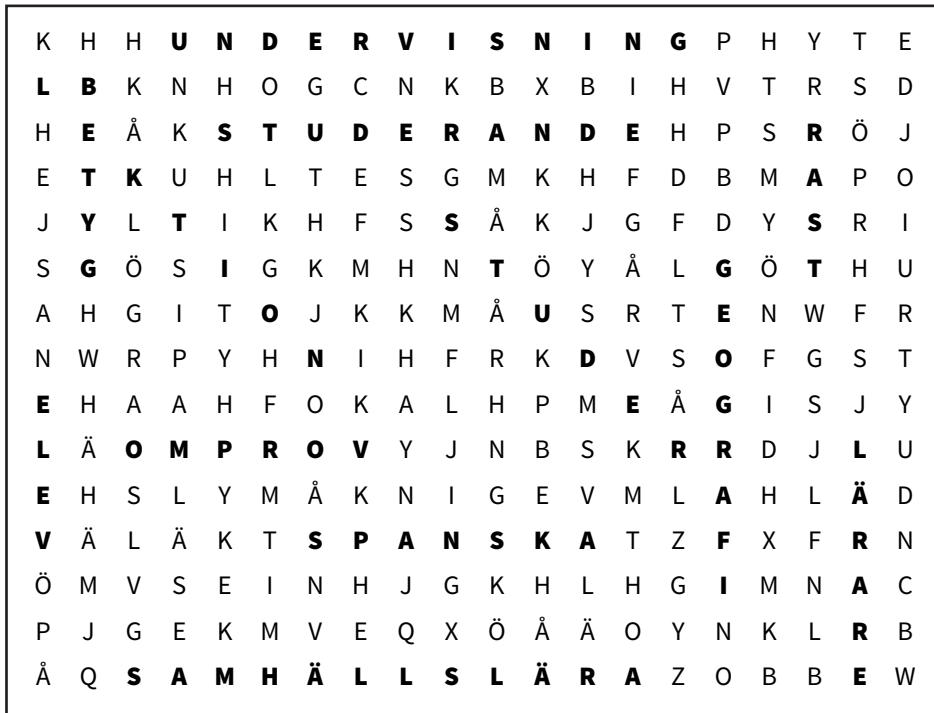 K H H U N D E R V I S N I N G P H Y T E
L B K N H O G C N K B X B I H V T R S D
H E Å K S T U D E R A N D E H P S R Ö J
E T K U H L T E S G M K H F D B M A P O
J Y L T I K H F S S Å K J G F D Y S R I
S G Ö S I G K M H N T Ö Y Å L G Ö T H U
A H G I T O J K K M Å U S R T E N W F R
N W R P Y H N I H F R K D V S O F G S T
E H A A H F O K A L H P M E Å G I S J Y
L Ä O M P R O V Y J N B S K R R D J L U
E H S L Y M Å K N I G E V M L A H L Ä D
V Ä L Ä K T S P A N S K A T Z F X F R N
Ö M V S E I N H J G K H L H G I M N A C
P J G E K M V E Q X Ö Å Ä O Y N K L R B
Å Q S A M H Ä L L S L Ä R A Z O B B E W